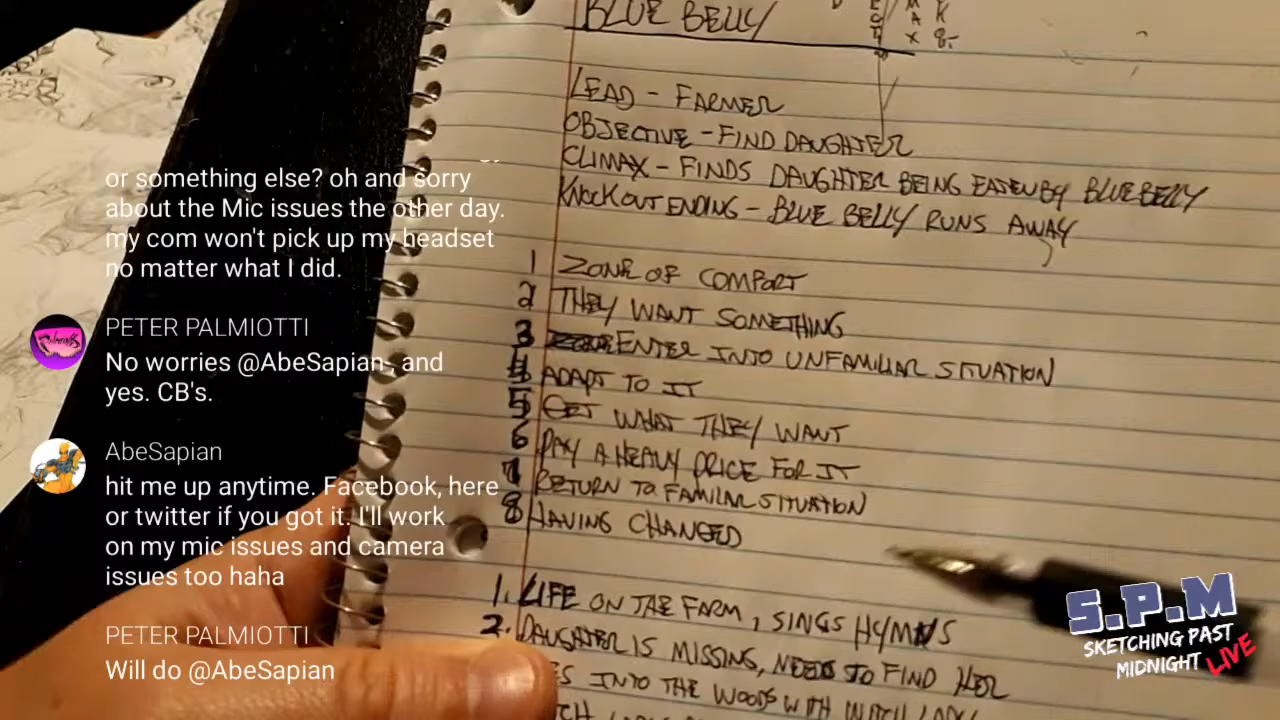 BLUE BELLY
LEAD - FARMER
OBJECTIVE - FIND DAUGHTER
CLIMAX - FINDS DAUGHTER BEING EATEN BY BLUE BELLY
KNOCKOUT ENDING - BLUE BELLY RUNS AWAY
1 ZONE OF COMFORT
2 THEY WANT SOMETHING
3 ENTER INTO UNFAMILIAR SITUATION
4 ADAPT TO IT
5 GET WHAT THEY WANT
6 PAY A HEAVY PRICE FOR IT
7 RETURN TO FAMILAR SITUATION
8 HAVING CHANGED
1. LIFE ON THE FARM, SINGS HYMNS
2. DAUGHTER IS MISSING, NEEDS TO FIND HER
INTO THE WOODS WITH WITCH LADY
or something else? oh and sorry
about the Mic issues the other day.
my com won't pick up my headset
no matter what I did.
PETER PALMIOTTI
No worries @AbeSapian-, and
yes. CB's.
AbeSapian
hit me up anytime. Facebook, here
or twitter if you got it. I'll work
on my mic issues and camera
issues too haha
PETER PALMIOTTI
Will do @AbeSapian
S.P.M
SKETCHING PAST
MIDNIGHT LIVE